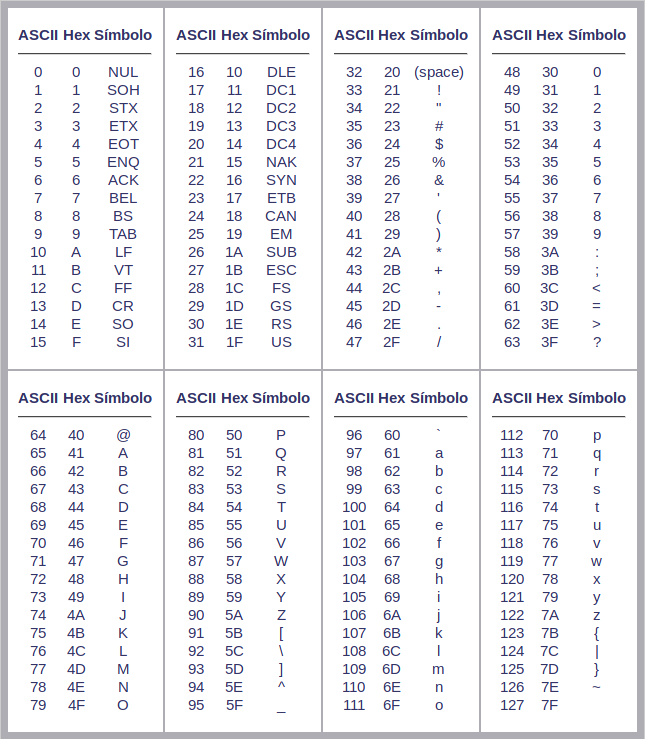 ASCII Hex Símbolo
0 0 NUL
1 1 SOH
2 2 STX
3 3 ETX
4 4 EOT
5 5 ENQ
6 6 ACK
7 7 BEL
8 8 BS
9 9 TAB
10 A LF
11 B VT
12 C FF
13 D CR
14 E SO
15 F SI
ASCII Hex Símbolo
16 10 DLE
17 11 DC1
18 12 DC2
19 13 DC3
20 14 DC4
21 15 NAK
22 16 SYN
23 17 ETB
24 18 CAN
25 19 EM
26 1A SUB
27 1B ESC
28 1C FS
29 1D GS
30 1E RS
31 1F US
ASCII Hex Símbolo
32 20 (space)
33 21 !
34 22 "
35 23 #
36 24 $
37 25 %
38 26 &
39 27 '
40 28 (
41 29 )
42 2A *
43 2B +
44 2C ,
45 2D -
46 2E .
47 2F /
ASCII Hex Símbolo
48 30 0
49 31 1
50 32 2
51 33 3
52 34 4
53 35 5
54 36 6
55 37 7
56 38 8
57 39 9
58 3A :
59 3B ;
60 3C <
61 3D =
62 3E >
63 3F ?
ASCII Hex Símbolo
64 40 @
65 41 A
66 42 B
67 43 C
68 44 D
69 45 E
70 46 F
71 47 G
72 48 H
73 49 I
74 4A J
75 4B K
76 4C L
77 4D M
78 4E N
79 4F O
ASCII Hex Símbolo
80 50 P
81 51 Q
82 52 R
83 53 S
84 54 T
85 55 U
86 56 V
87 57 W
88 58 X
89 59 Y
90 5A Z
91 5B [
92 5C \
93 5D ]
94 5E ^
95 5F _
ASCII Hex Símbolo
96 60 `
97 61 a
98 62 b
99 63 c
100 64 d
101 65 e
102 66 f
103 67 g
104 68 h
105 69 i
106 6A j
107 6B k
108 6C l
109 6D m
110 6E n
111 6F o
ASCII Hex Símbolo
112 70 p
113 71 q
114 72 r
115 73 s
116 74 t
117 75 u
118 76 v
119 77 w
120 78 x
121 79 y
122 7A z
123 7B {
124 7C |
125 7D }
126 7E ~
127 7F